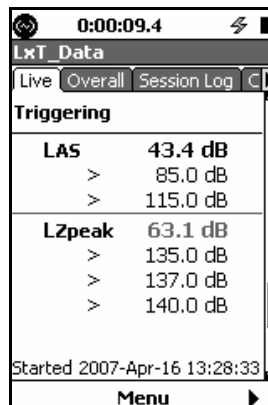 0:00:09.4
LxT_Data
Live Overall Session Log C
Triggering
LAS 43.4 dB
> 85.0 dB
> 115.0 dB
LZpeak 63.1 dB
> 135.0 dB
> 137.0 dB
> 140.0 dB
Started 2007-Apr-16 13:28:33
Menu